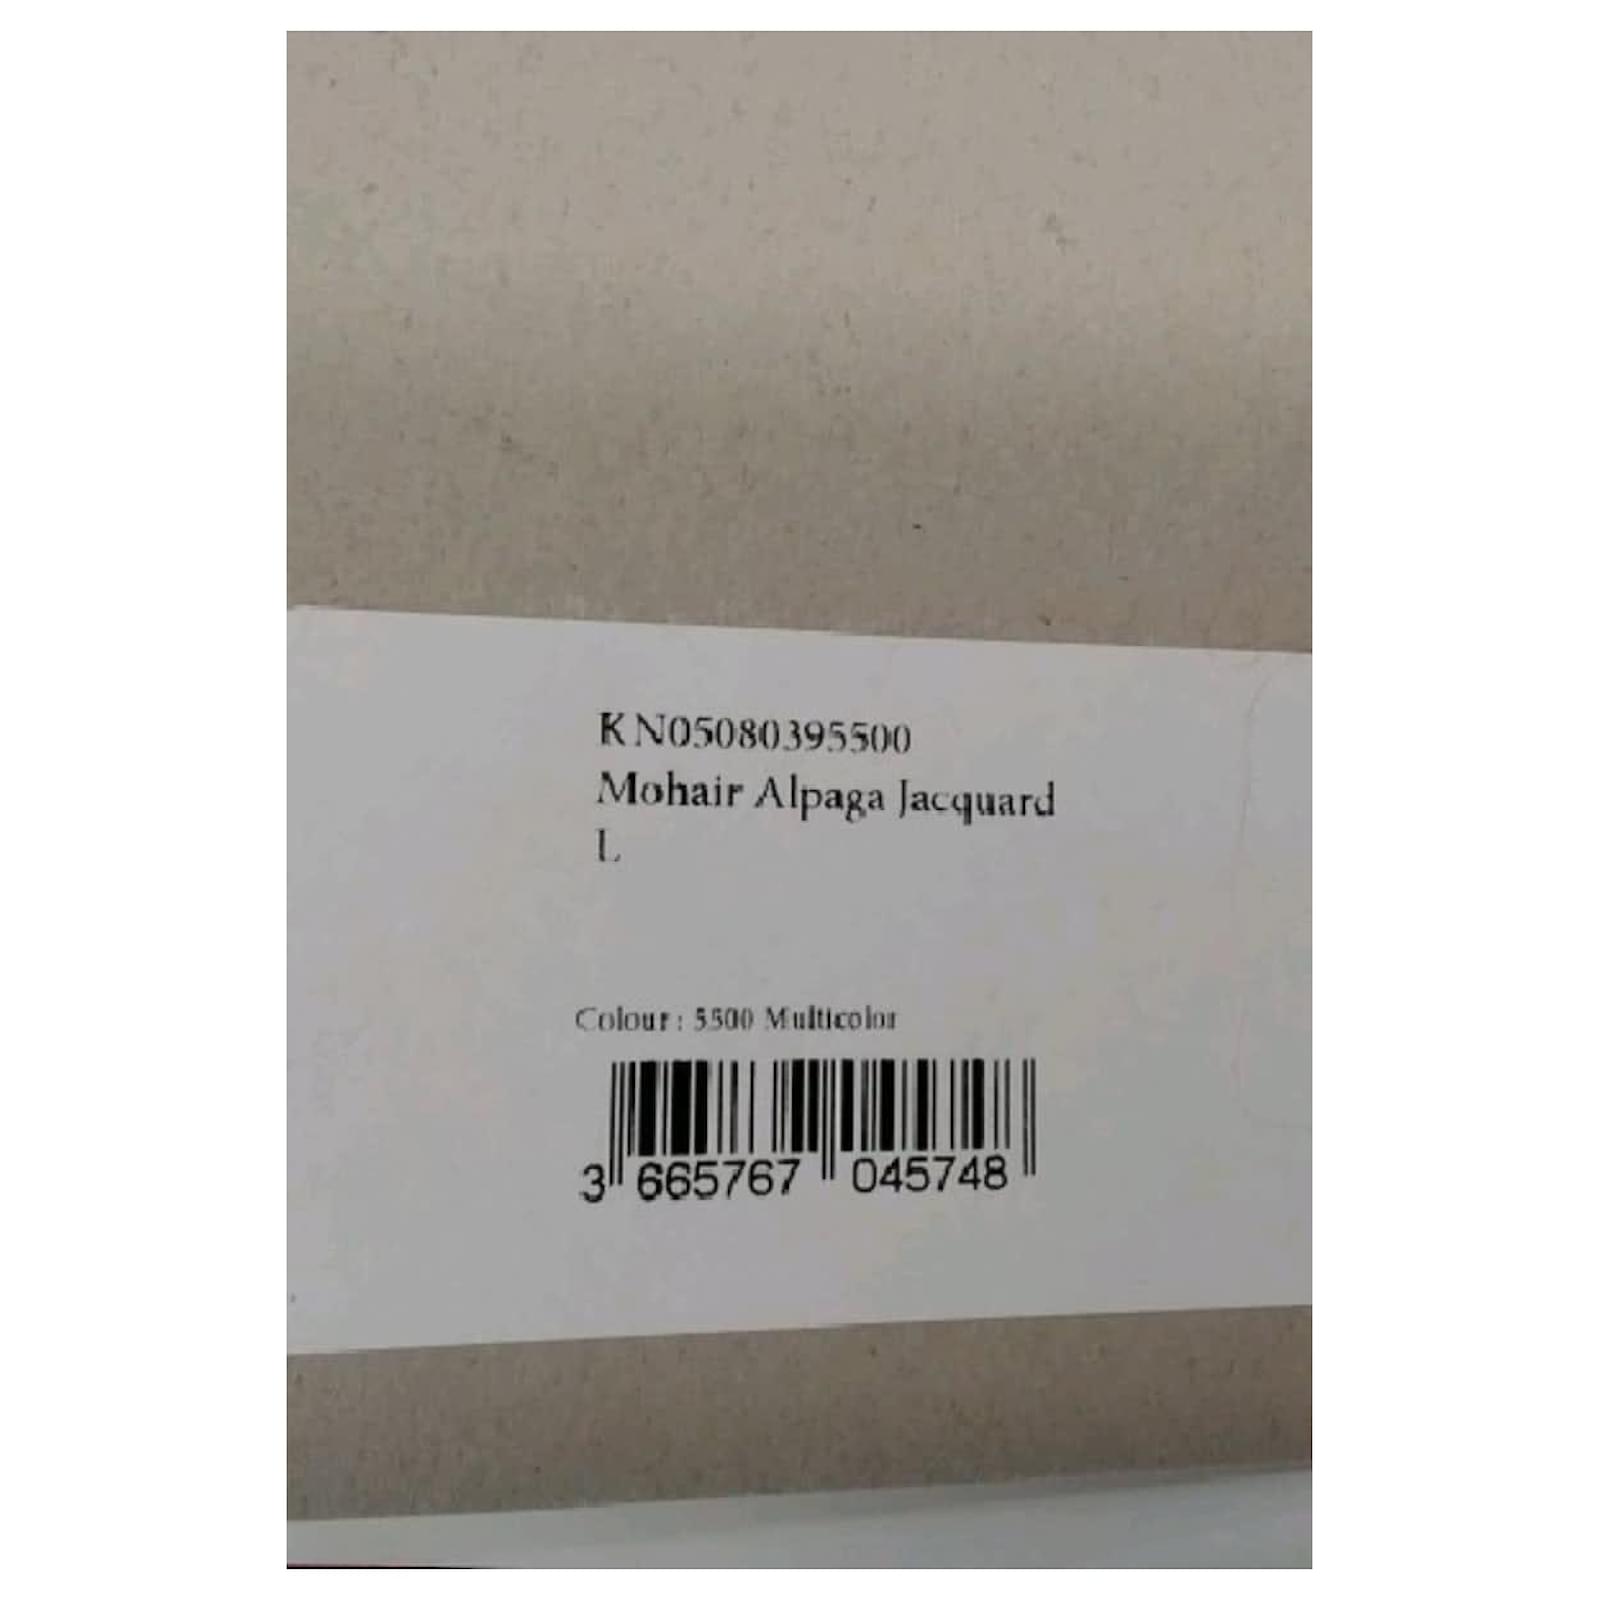 KN05080395500
Mohair Alpaga Jacquard
L
Colour : 5500 Multicolor
3 665767 045748